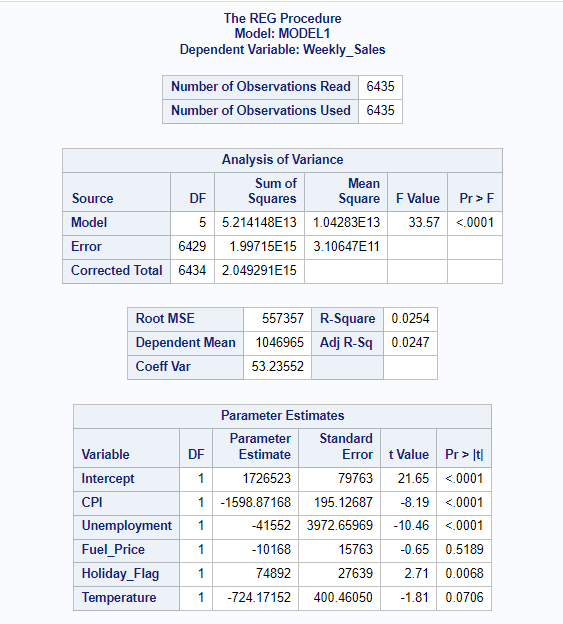 The REG Procedure
Model: MODEL1
Dependent Variable: Weekly_Sales
Number of Observations Read 6435
Number of Observations Used 6435
Analysis of Variance
Source DF Sum of Squares Mean Square F Value Pr > F
Model 5 5.214148E13 1.04283E13 33.57 <.0001
Error 6429 1.99715E15 3.10647E11
Corrected Total 6434 2.049291E15
Root MSE 557357 R-Square 0.0254
Dependent Mean 1046965 Adj R-Sq 0.0247
Coeff Var 53.23552
Parameter Estimates
Variable DF Parameter Estimate Standard Error t Value Pr > |t|
Intercept 1 1726523 79763 21.65 <.0001
CPI 1 -1598.87168 195.12687 -8.19 <.0001
Unemployment 1 -41552 3972.65969 -10.46 <.0001
Fuel_Price 1 -10168 15763 -0.65 0.5189
Holiday_Flag 1 74892 27639 2.71 0.0068
Temperature 1 -724.17152 400.46050 -1.81 0.0706